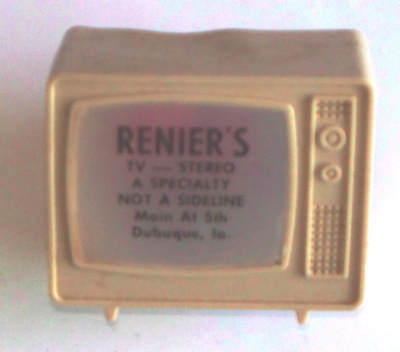 RENIER'S
TV — STEREO
A SPECIALTY
NOT A SIDELINE
Main At 5th
Dubuque, Ia.